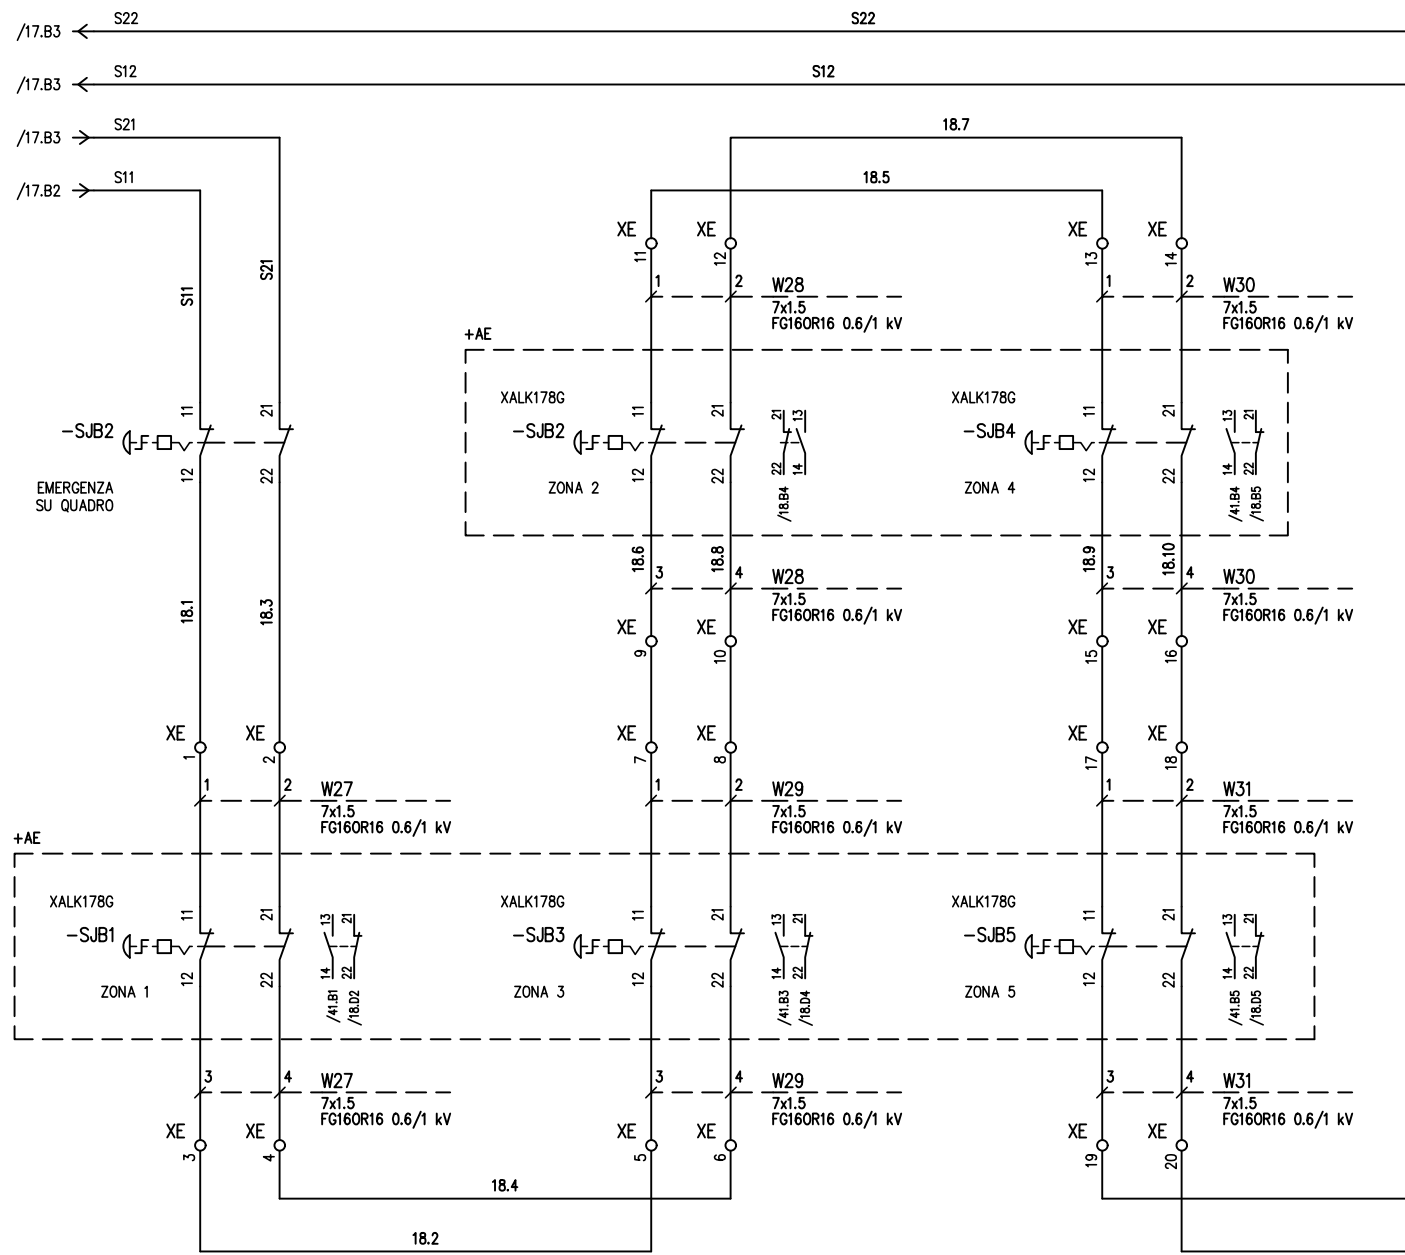 S22 S22
/17.B3
S12 S12
/17.B3
S21 18.7
/17.B3
S11 18.5
/17.B2
XE XE XE XE
11 12 13 14
S11 S21
1 2 W28 1 2 W30
7x1.5 7x1.5
FG16OR16 0.6/1 kV FG16OR16 0.6/1 kV
+AE
XALK178G XALK178G
11 21 11 21 21 13 11 21 13 21
-SJB2 -SJB2 -SJB4
12 22 12 22 22 14 12 22 14 22
EMERGENZA ZONA 2 /18.B4 ZONA 4 /41.B4 /18.B5
SU QUADRO
18.6 18.8 18.9 18.10
3 4 W28 3 4 W30
7x1.5 7x1.5
FG16OR16 0.6/1 kV FG16OR16 0.6/1 kV
18.1 18.3
XE XE XE XE
9 10 15 16
XE XE XE XE XE XE
1 2 7 8 17 18
1 2 W27 1 2 W29 1 2 W31
7x1.5 7x1.5 7x1.5
FG16OR16 0.6/1 kV FG16OR16 0.6/1 kV FG16OR16 0.6/1 kV
+AE
XALK178G XALK178G XALK178G
11 21 13 21 11 21 13 21 11 21 13 21
-SJB1 -SJB3 -SJB5
12 22 14 22 12 22 14 22 12 22 14 22
ZONA 1 /41.B1 /18.D2 ZONA 3 /41.B3 /18.D4 ZONA 5 /41.B5 /18.D5
3 4 W27 3 4 W29 3 4 W31
7x1.5 7x1.5 7x1.5
FG16OR16 0.6/1 kV FG16OR16 0.6/1 kV FG16OR16 0.6/1 kV
XE XE XE XE XE XE
3 4 5 6 19 20
18.4
18.2